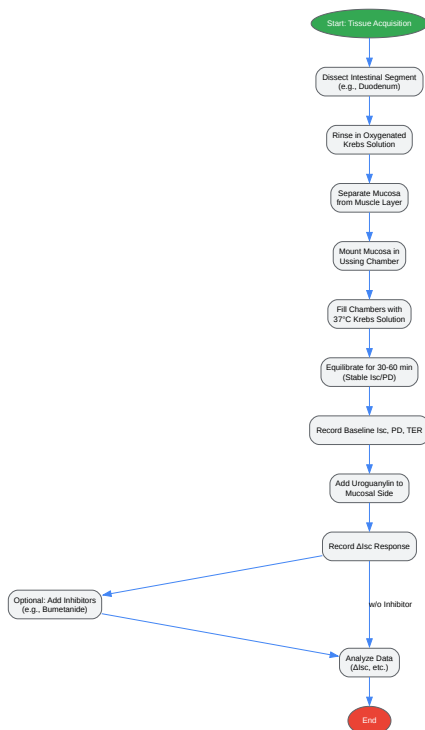 Start: Tissue Acquisition
Dissect Intestinal Segment
(e.g., Duodenum)
Rinse in Oxygenated
Krebs Solution
Separate Mucosa
from Muscle Layer
Mount Mucosa in
Ussing Chamber
Fill Chambers with
37°C Krebs Solution
Equilibrate for 30-60 min
(Stable Isc/PD)
Record Baseline Isc, PD, TER
Add Uroguanylin to
Mucosal Side
Record ΔIsc Response
Optional: Add Inhibitors
(e.g., Bumetanide)
w/o Inhibitor
Analyze Data
(ΔIsc, etc.)
End